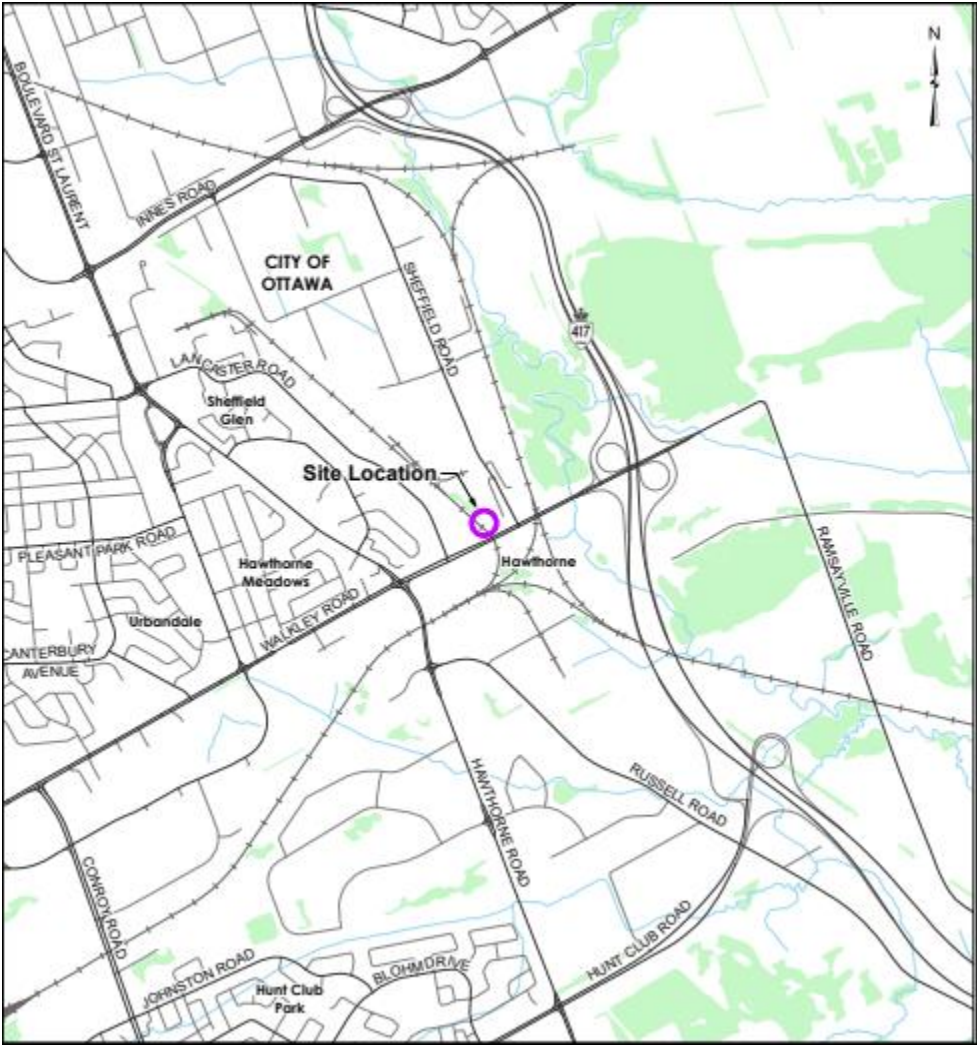 N
BOULEVARD ST LAURENT
INNES ROAD
CITY OF
OTTAWA
SHEFFIELD ROAD
417
LANCASTER ROAD
Sheffield
Glen
Site Location
PLEASANT PARK ROAD
Hawthorne
Meadows
Hawthorne
RAMSAYVILLE ROAD
Urbandale
WALKLEY ROAD
CANTERBURY
AVENUE
HAWTHORNE ROAD
RUSSELL ROAD
CONROY ROAD
HUNT CLUB ROAD
JOHNSTON ROAD
BLOHM DRIVE
Hunt Club
Park